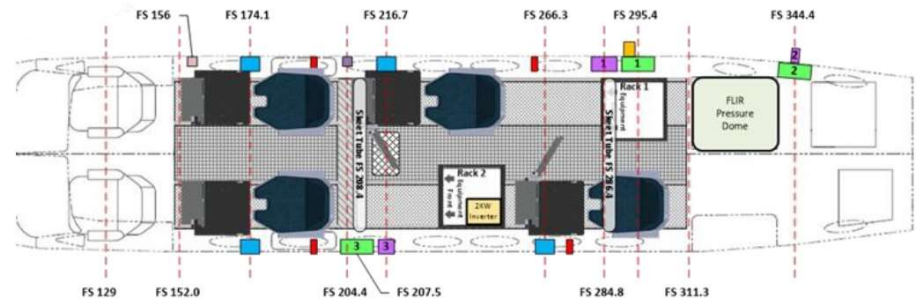 FS 156
FS 174.1
FS 216.7
FS 266.3
FS 295.4
FS 344.4
1
1
2
2
Rack 1
Equipment
FLIR
Pressure
Dome
Skeet Tube FS 208.4
Skeet Tube FS 286.4
Rack 2
Equipment
Front
2KW
Inverter
3
3
FS 129
FS 152.0
FS 204.4
FS 207.5
FS 284.8
FS 311.3